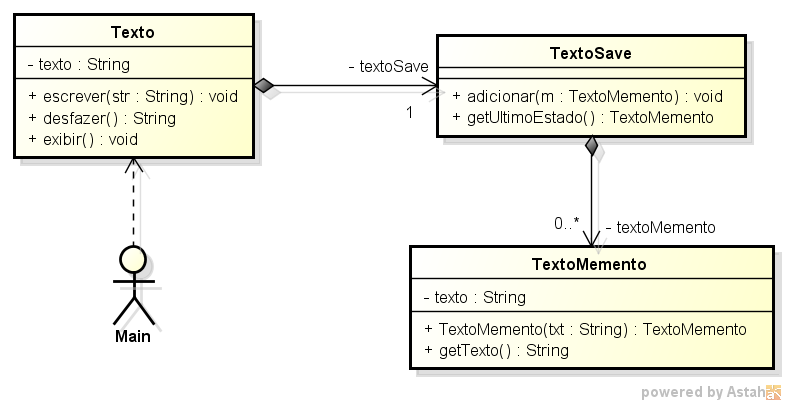 Texto
- texto : String
+ escrever(str : String) : void
+ desfazer() : String
+ exibir() : void
- textoSave
1
TextoSave
+ adicionar(m : TextoMemento) : void
+ getUltimoEstado() : TextoMemento
0..*
- textoMemento
TextoMemento
- texto : String
+ TextoMemento(txt : String) : TextoMemento
+ getTexto() : String
Main
powered by Astah